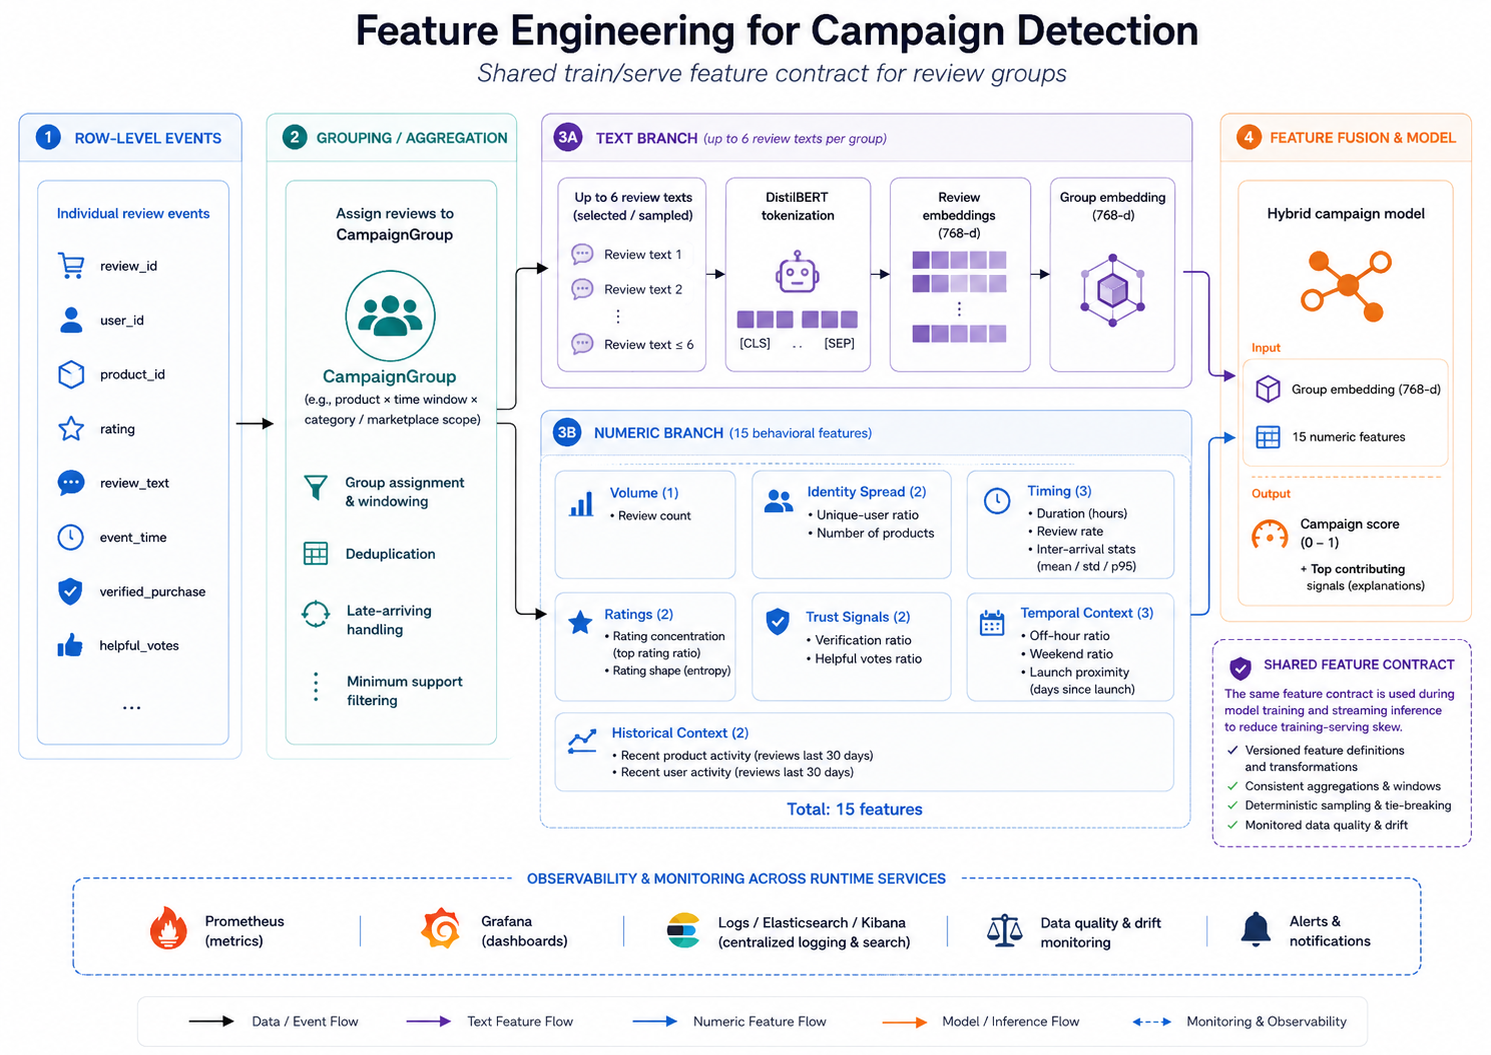 Feature Engineering for Campaign Detection
Shared train/serve feature contract for review groups
1 ROW-LEVEL EVENTS
Individual review events
review_id
user_id
product_id
rating
review_text
event_time
verified_purchase
helpful_votes
...
2 GROUPING / AGGREGATION
Assign reviews to
CampaignGroup
CampaignGroup
(e.g., product × time window ×
category / marketplace scope)
Group assignment
& windowing
Deduplication
Late-arriving
handling
Minimum support
filtering
3A TEXT BRANCH (up to 6 review texts per group)
Up to 6 review texts
(selected / sampled)
Review text 1
Review text 2
⋮
Review text ≤ 6
DistilBERT
tokenization
[CLS] .. [SEP]
Review
embeddings
(768-d)
⋮
Group embedding
(768-d)
3B NUMERIC BRANCH (15 behavioral features)
Volume (1)
• Review count
Identity Spread (2)
• Unique-user ratio
• Number of products
Timing (3)
• Duration (hours)
• Review rate
• Inter-arrival stats
(mean / std / p95)
Ratings (2)
• Rating concentration
(top rating ratio)
• Rating shape (entropy)
Trust Signals (2)
• Verification ratio
• Helpful votes ratio
Temporal Context (3)
• Off-hour ratio
• Weekend ratio
• Launch proximity
(days since launch)
Historical Context (2)
• Recent product activity (reviews last 30 days)
• Recent user activity (reviews last 30 days)
Total: 15 features
4 FEATURE FUSION & MODEL
Hybrid campaign model
Input
Group embedding (768-d)
15 numeric features
Output
Campaign score
(0 – 1)
+ Top contributing
signals (explanations)
SHARED FEATURE CONTRACT
The same feature contract is used during
model training and streaming inference
to reduce training-serving skew.
✓ Versioned feature definitions
and transformations
✓ Consistent aggregations & windows
✓ Deterministic sampling & tie-breaking
✓ Monitored data quality & drift
OBSERVABILITY & MONITORING ACROSS RUNTIME SERVICES
Prometheus
(metrics)
Grafana
(dashboards)
Logs / Elasticsearch / Kibana
(centralized logging & search)
Data quality & drift
monitoring
Alerts &
notifications
Data / Event Flow
Text Feature Flow
Numeric Feature Flow
Model / Inference Flow
Monitoring & Observability